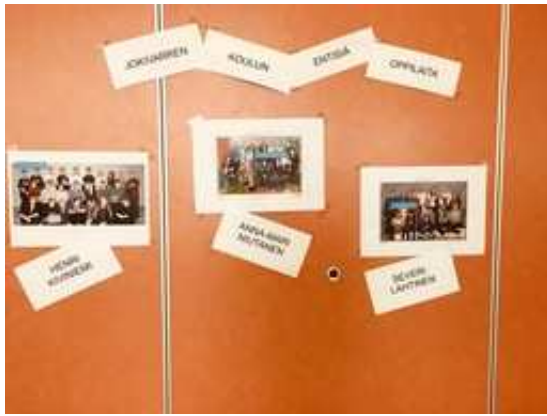 JOKIVARREN
KOULUN
ENTISIÄ
OPPILAITA
HENRI
ANNA-MARI
SEVERI
LAHTINEN